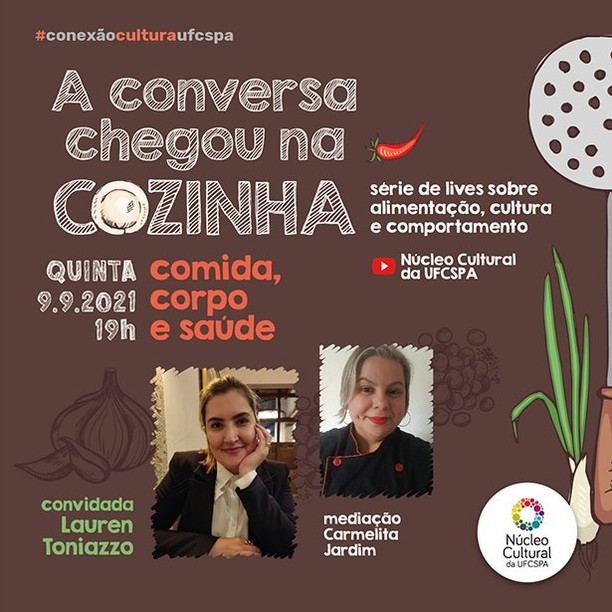 #conexãoculturaufcspa
A conversa
chegou na
COZINHA
série de lives sobre
alimentação, cultura
e comportamento
Núcleo Cultural
da UFCSPA
QUINTA
9.9.2021
19h
comida,
corpo
e saúde
convidada
Lauren
Toniazzo
mediação
Carmelita
Jardim
Núcleo
Cultural
da UFCSPA